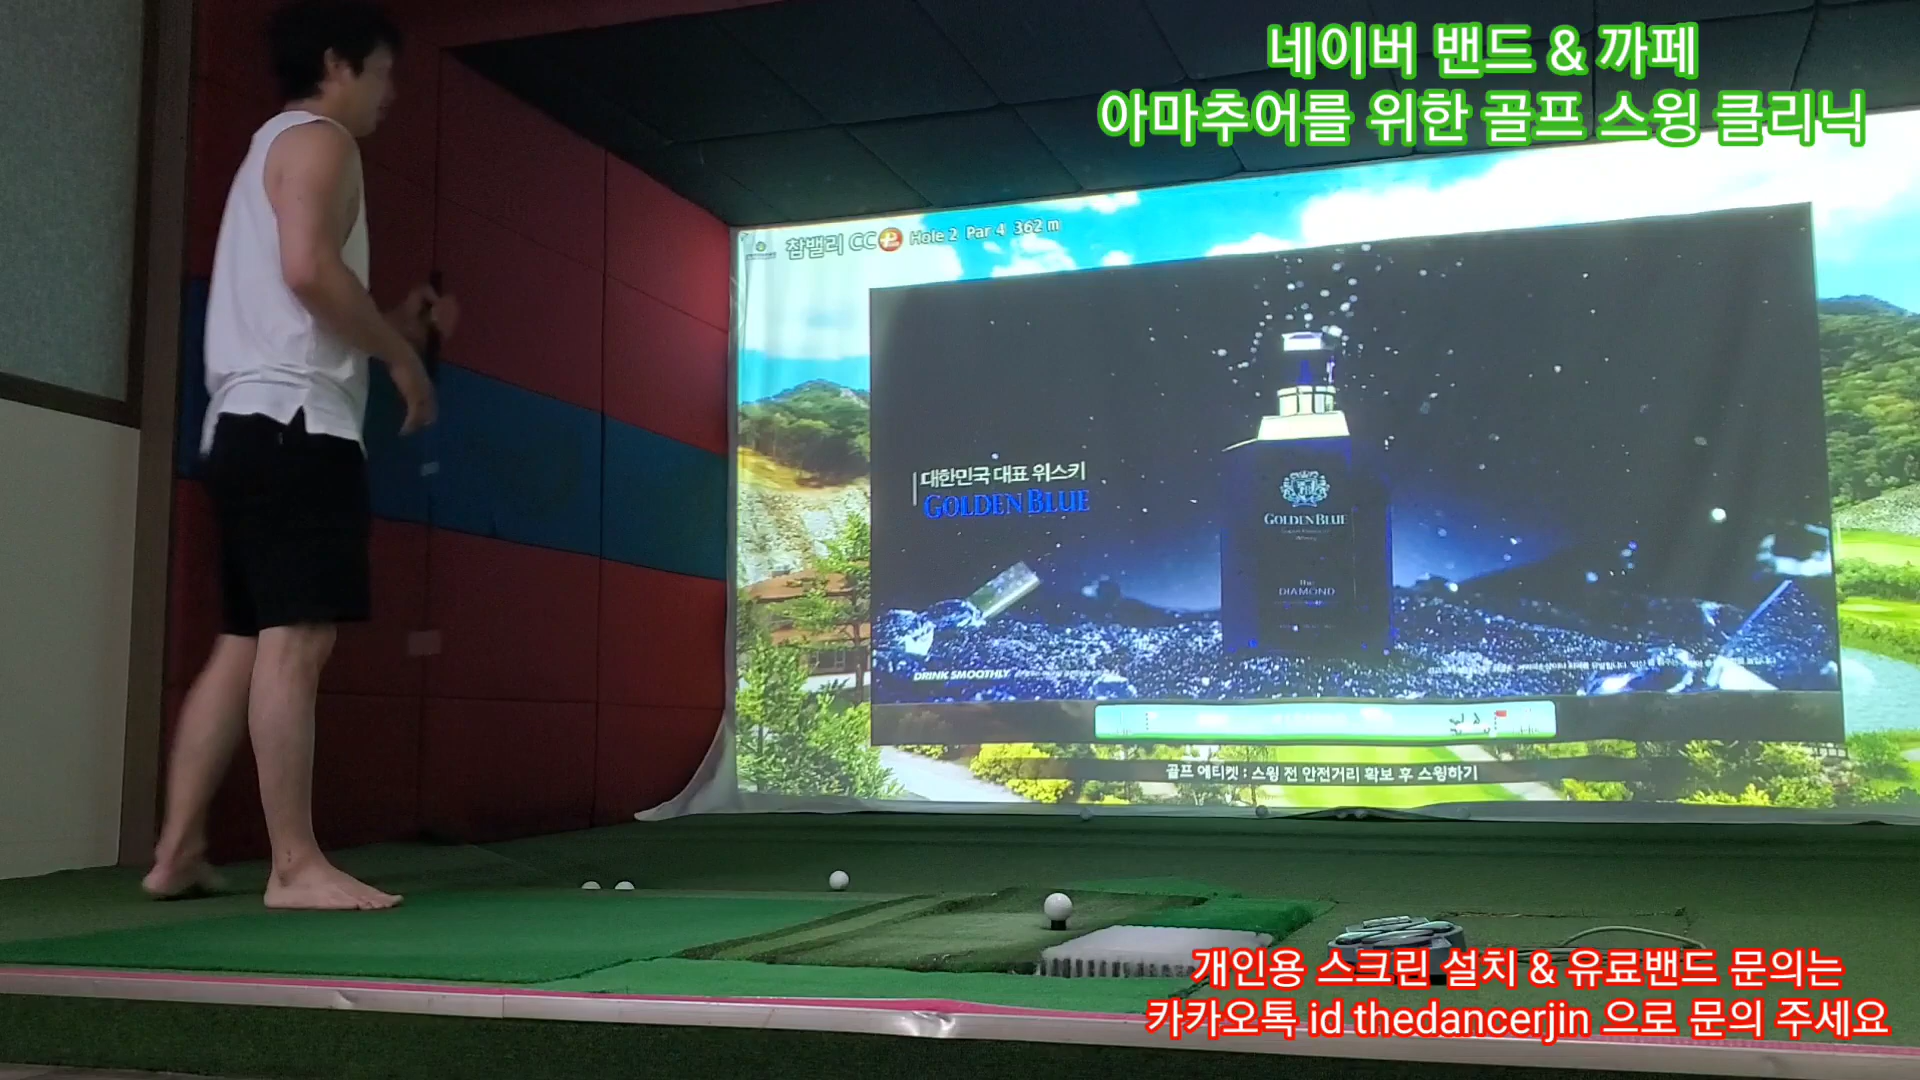 네이버 밴드 & 까페
아마추어를 위한 골프 스윙 클리닉
참밸리 CC Hole 2 Par 4 362 m
대한민국 대표 위스키
GOLDEN BLUE
GOLDEN BLUE
The
DIAMOND
DRINK SMOOTHLY
골프 에티켓 : 스윙 전 안전거리 확보 후 스윙하기
개인용 스크린 설치 & 유료밴드 문의는
카카오톡 id thedancerjin 으로 문의 주세요